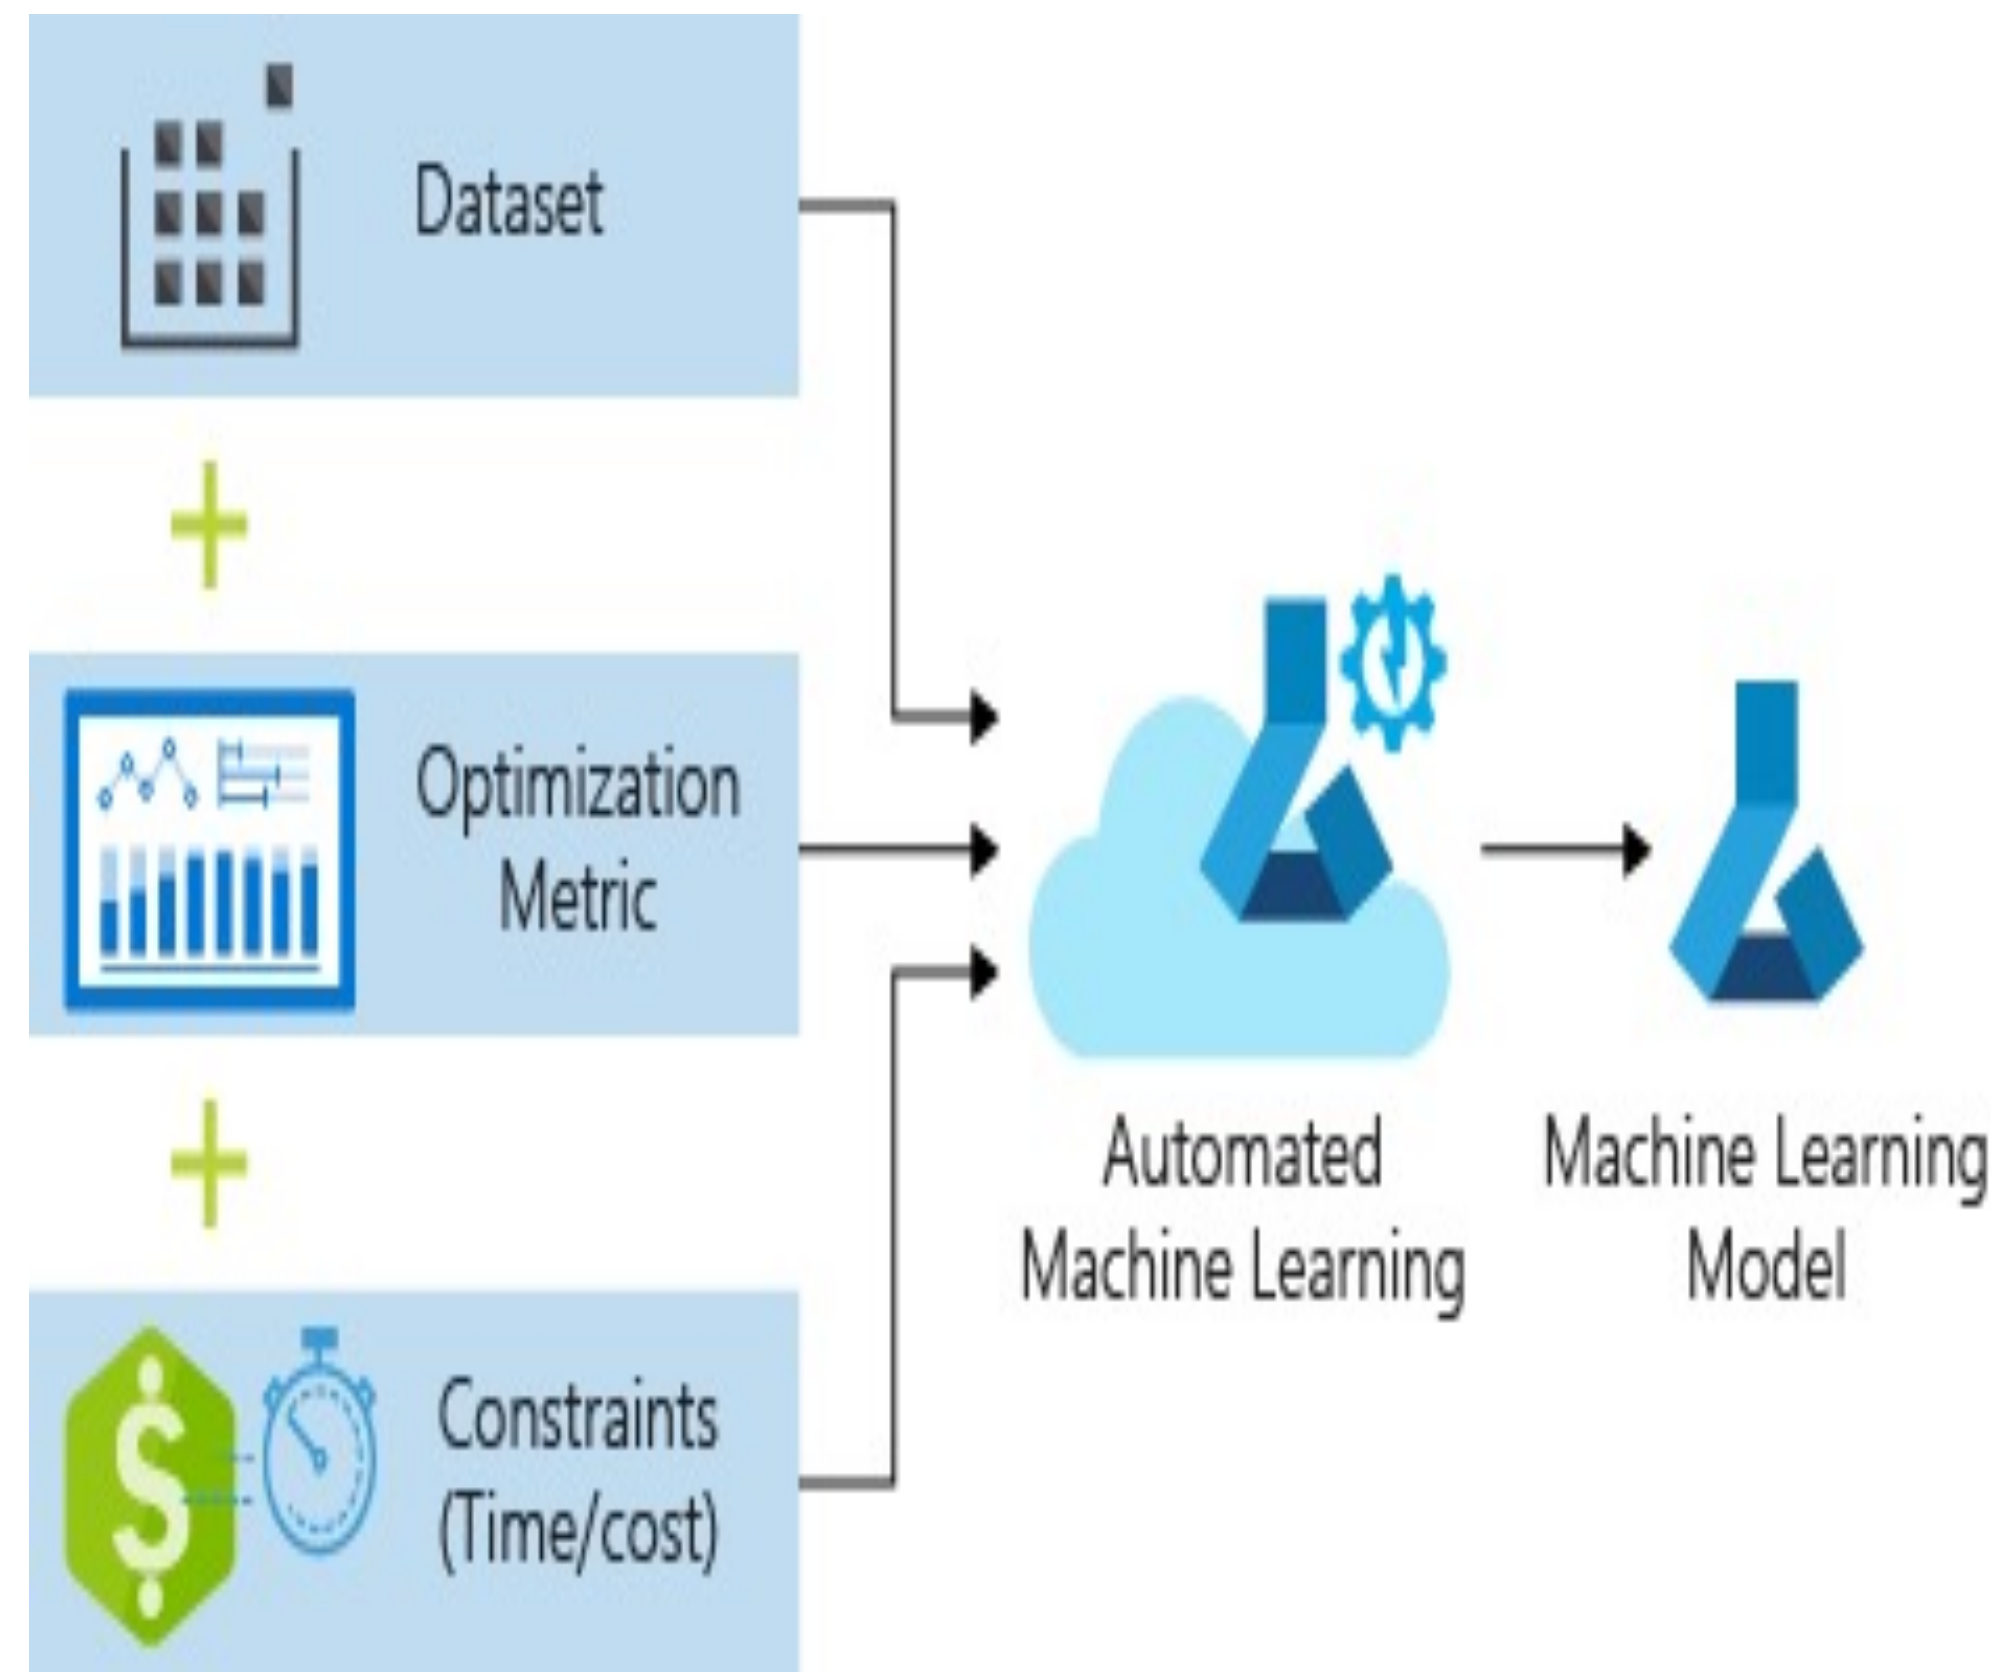 Dataset
Optimization
Metric
Constraints
(Time/cost)
Automated
Machine Learning
Machine Learning
Model